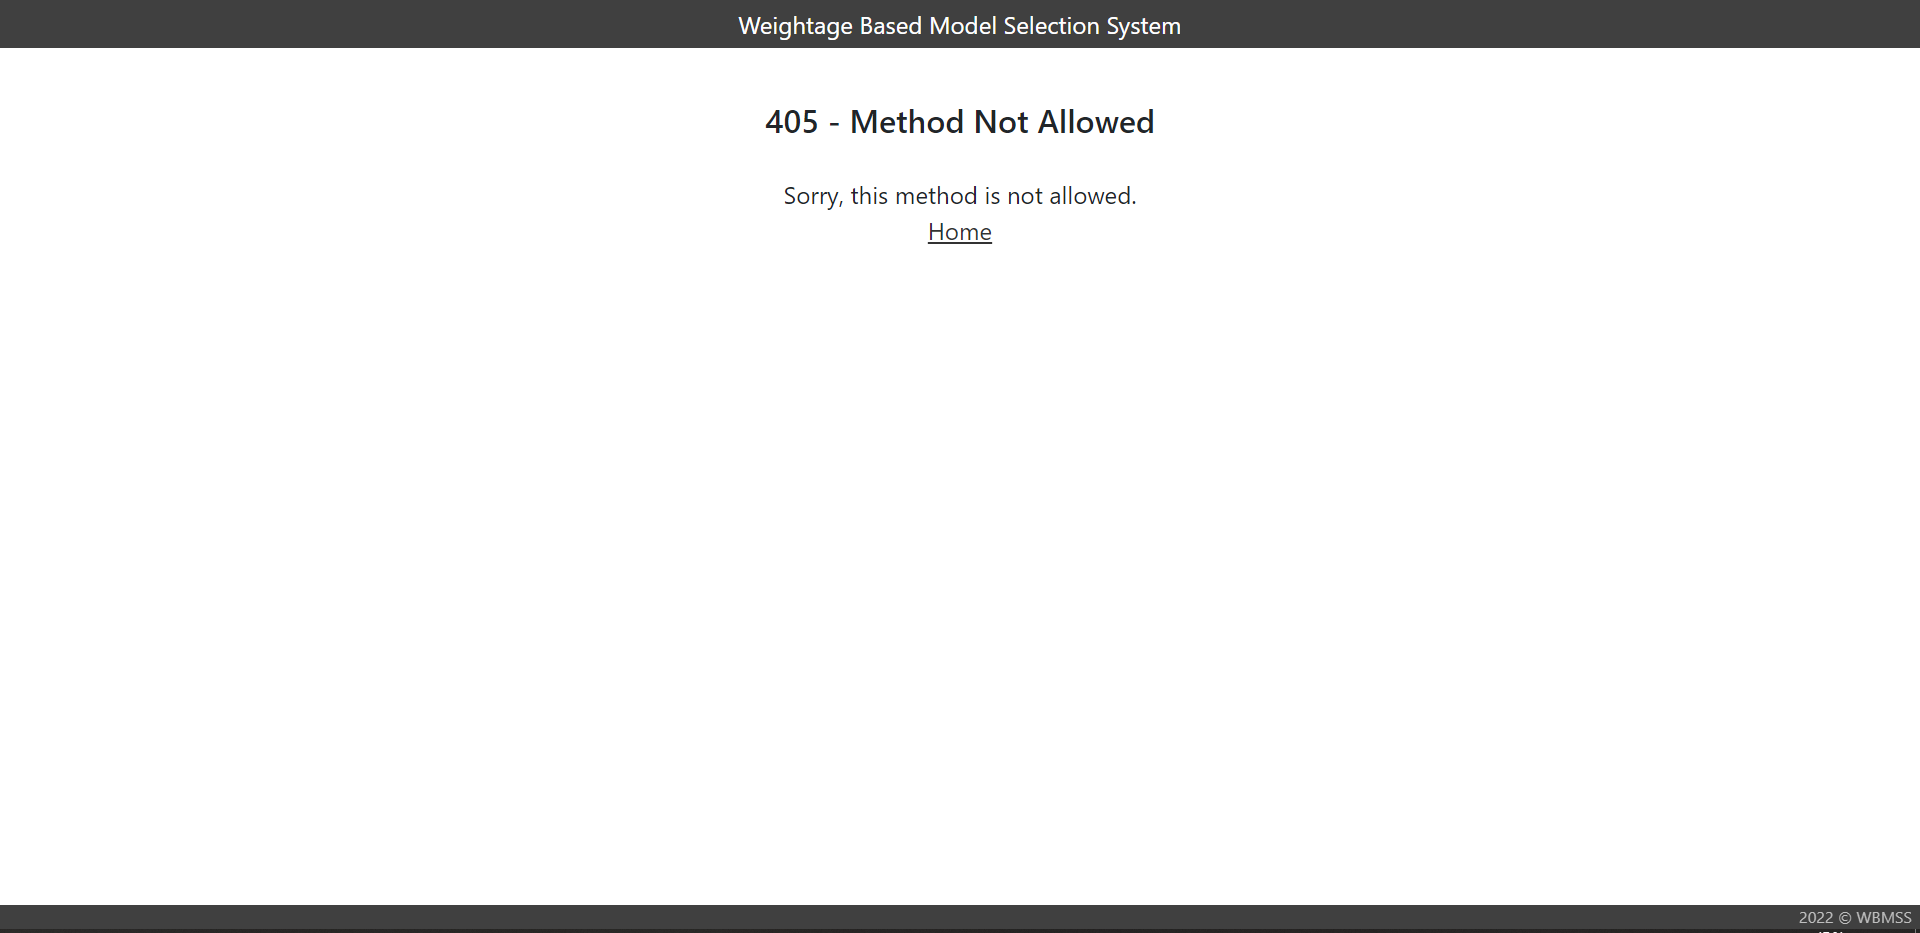 Weightage Based Model Selection System
405 - Method Not Allowed
Sorry, this method is not allowed.
Home
2022 © WBMSS